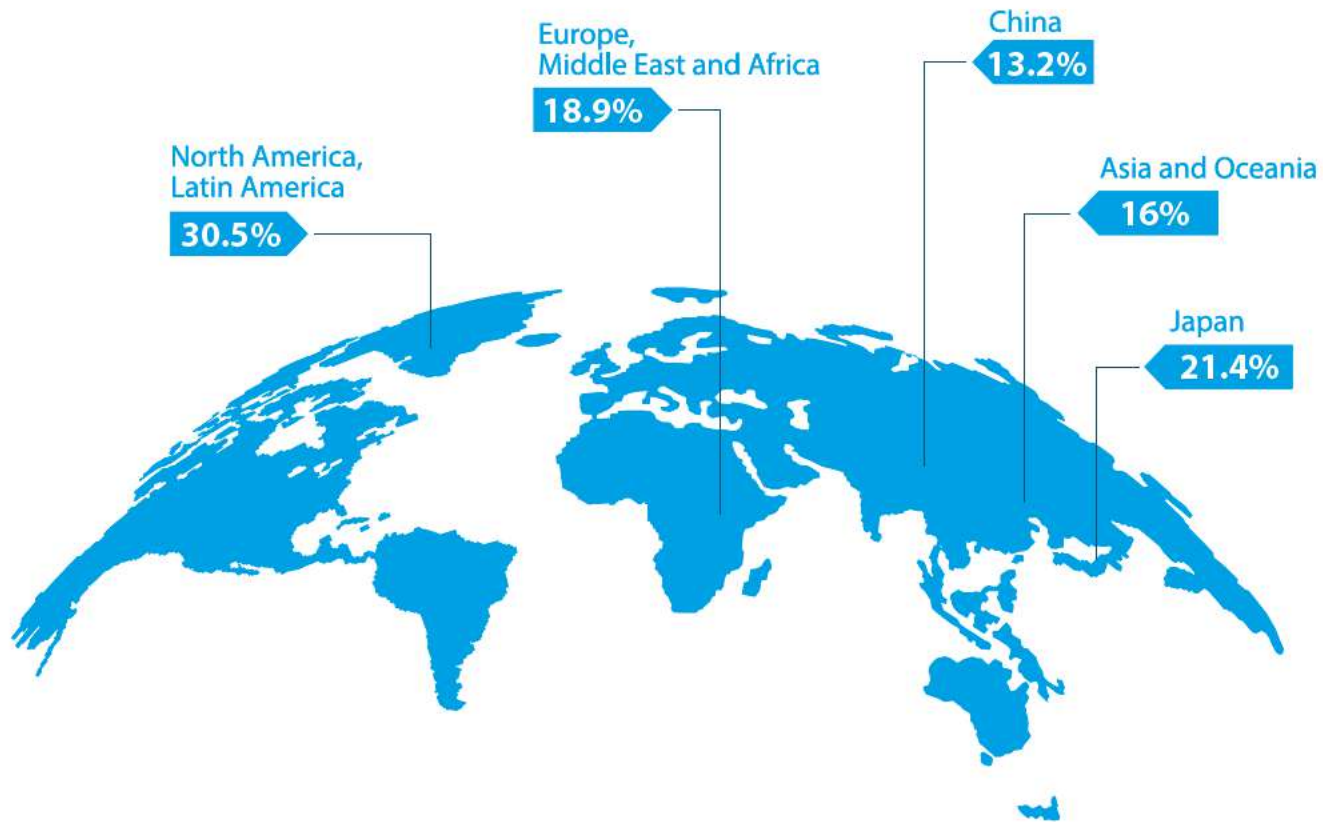 China
13.2%
Europe,
Middle East and Africa
18.9%
North America,
Latin America
30.5%
Asia and Oceania
16%
Japan
21.4%